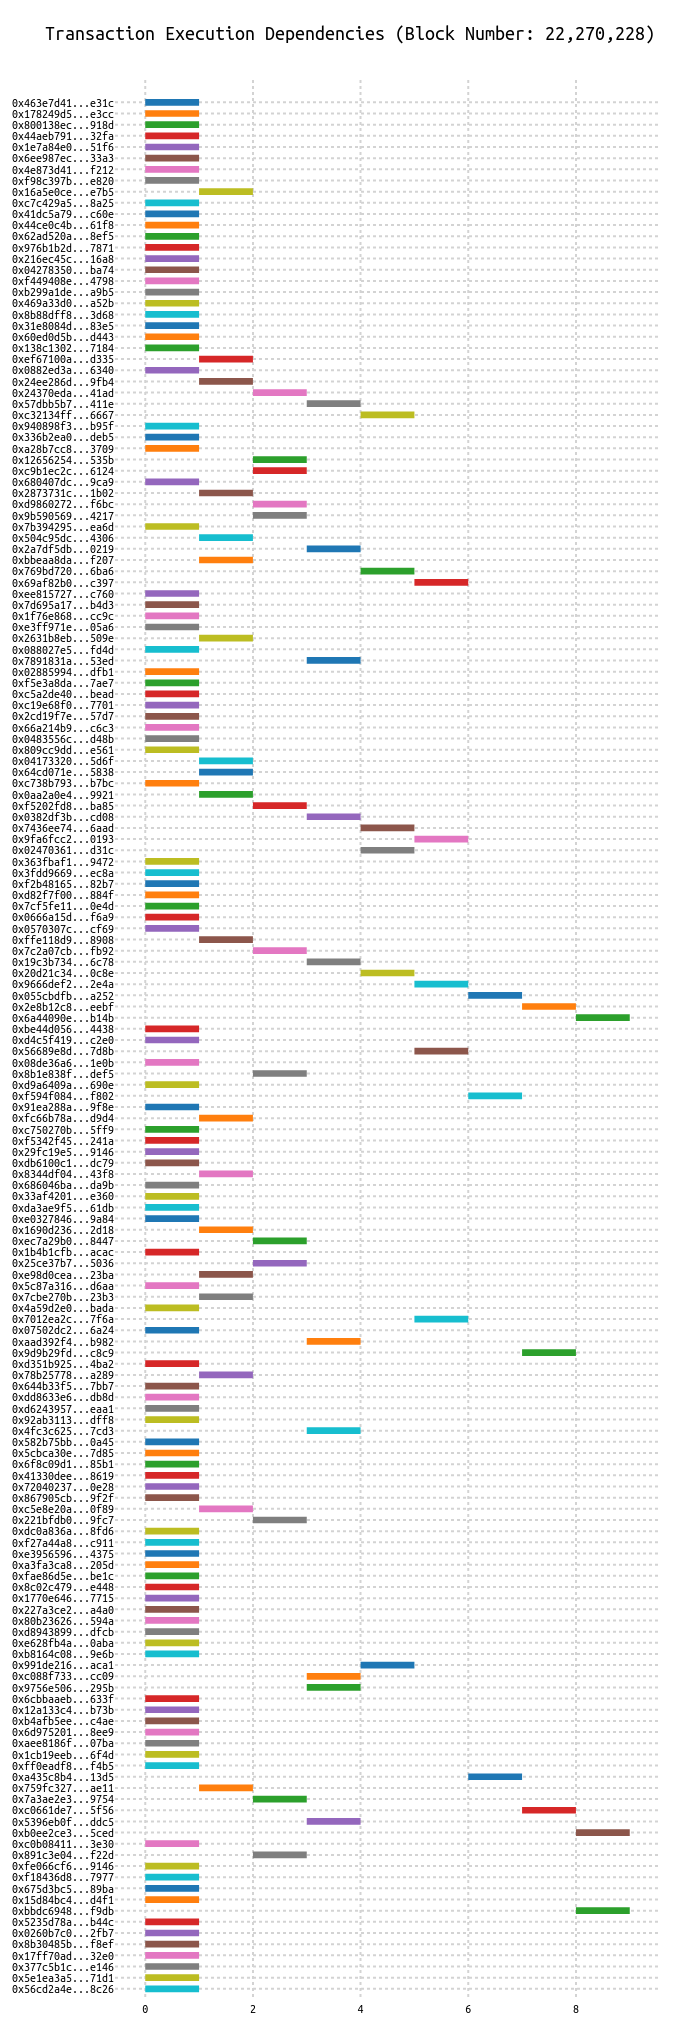 Transaction Execution Dependencies (Block Number: 22,270,228)
0x463e7d41...e31c
0x178249d5...e3cc
0x800138ec...918d
0x44aeb791...32fa
0x1e7a84e0...51f6
0x6ee987ec...33a3
0x4e873d41...f212
0xf98c397b...e820
0x16a5e0ce...e7b5
0xc7c429a5...8a25
0x41dc5a79...c60e
0x44ce0c4b...61f8
0x62ad520a...8ef5
0x976b1b2d...7871
0x216ec45c...16a8
0x04278350...ba74
0xf449408e...4798
0xb299a1de...a9b5
0x469a33d0...a52b
0x8b88dff8...3d68
0x31e8084d...83e5
0x60ed0d5b...d443
0x138c1302...7184
0xef67100a...d335
0x0882ed3a...6340
0x24ee286d...9fb4
0x24370eda...41ad
0x57dbb5b7...411e
0xc32134ff...6667
0x940898f3...b95f
0x336b2ea0...deb5
0xa28b7cc8...3709
0x12656254...535b
0xc9b1ec2c...6124
0x680407dc...9ca9
0x2873731c...1b02
0xd9860272...f6bc
0x9b590569...4217
0x7b394295...ea6d
0x504c95dc...4306
0x2a7df5db...0219
0xbbeaa8da...f207
0x769bd720...6ba6
0x69af82b0...c397
0xee815727...c760
0x7d695a17...b4d3
0x1f76e868...cc9c
0xe3ff971e...05a6
0x2631b8eb...509e
0x088027e5...fd4d
0x7891831a...53ed
0x02885994...dfb1
0xf5e3a8da...7ae7
0xc5a2de40...bead
0xc19e68f0...7701
0x2cd19f7e...57d7
0x66a214b9...c6c3
0x0483556c...d48b
0x809cc9dd...e561
0x04173320...5d6f
0x64cd071e...5838
0xc738b793...b7bc
0x0aa2a0e4...9921
0xf5202fd8...ba85
0x0382df3b...cd08
0x7436ee74...6aad
0x9fa6fcc2...0193
0x02470361...d31c
0x363fbaf1...9472
0x3fdd9669...ec8a
0xf2b48165...82b7
0xd82f7f00...884f
0x7cf5fe11...0e4d
0x0666a15d...f6a9
0x0570307c...cf69
0xffe118d9...8908
0x7c2a07cb...fb92
0x19c3b734...6c78
0x20d21c34...0c8e
0x9666def2...2e4a
0x055cbdfb...a252
0x2e8b12c8...eebf
0x6a44090e...b14b
0xbe44d056...4438
0xd4c5f419...c2e0
0x56689e8d...7d8b
0x08de36a6...1e0b
0x8b1e838f...def5
0xd9a6409a...690e
0xf594f084...f802
0x91ea288a...9f8e
0xfc66b78a...d9d4
0xc750270b...5ff9
0xf5342f45...241a
0x29fc19e5...9146
0xdb6100c1...dc79
0x8344df04...43f8
0x686046ba...da9b
0x33af4201...e360
0xda3ae9f5...61db
0xe0327846...9a84
0x1690d236...2d18
0xec7a29b0...8447
0x1b4b1cfb...acac
0x25ce37b7...5036
0xe98d0cea...23ba
0x5c87a316...d6aa
0x7cbe270b...23b3
0x4a59d2e0...bada
0x7012ea2c...7f6a
0x07502dc2...6a24
0xaad392f4...b982
0x9d9b29fd...c8c9
0xd351b925...4ba2
0x78b25778...a289
0x644b33f5...7bb7
0xdd8633e6...db8d
0xd6243957...eaa1
0x92ab3113...dff8
0x4fc3c625...7cd3
0x582b75bb...0a45
0x5cbca30e...7d85
0x6f8c09d1...85b1
0x41330dee...8619
0x72040237...0e28
0x867905cb...9f2f
0xc5e8e20a...0f89
0x221bfdb0...9fc7
0xdc0a836a...8fd6
0xf27a44a8...c911
0xe3956596...4375
0xa3fa3ca8...205d
0xfae86d5e...be1c
0x8c02c479...e448
0x1770e646...7715
0x227a3ce2...a4a0
0x80b23626...594a
0xd8943899...dfcb
0xe628fb4a...0aba
0xb8164c08...9e6b
0x991de216...aca1
0xc088f733...cc09
0x9756e506...295b
0x6cbbaaeb...633f
0x12a133c4...b73b
0xb4afb5ee...c4ae
0x6d975201...8ee9
0xaee8186f...07ba
0x1cb19eeb...6f4d
0xff0eadf8...f4b5
0xa435c8b4...13d5
0x759fc327...ae11
0x7a3ae2e3...9754
0xc0661de7...5f56
0x5396eb0f...ddc5
0xb0ee2ce3...5ced
0xc0b08411...3e30
0x891c3e04...f22d
0xfe066cf6...9146
0xf18436d8...7977
0x675d3bc5...89ba
0x15d84bc4...d4f1
0xbbdc6948...f9db
0x5235d78a...b44c
0x0260b7c0...2fb7
0x8b30485b...f8ef
0x17ff70ad...32e0
0x377c5b1c...e146
0x5e1ea3a5...71d1
0x56cd2a4e...8c26
0 2 4 6 8